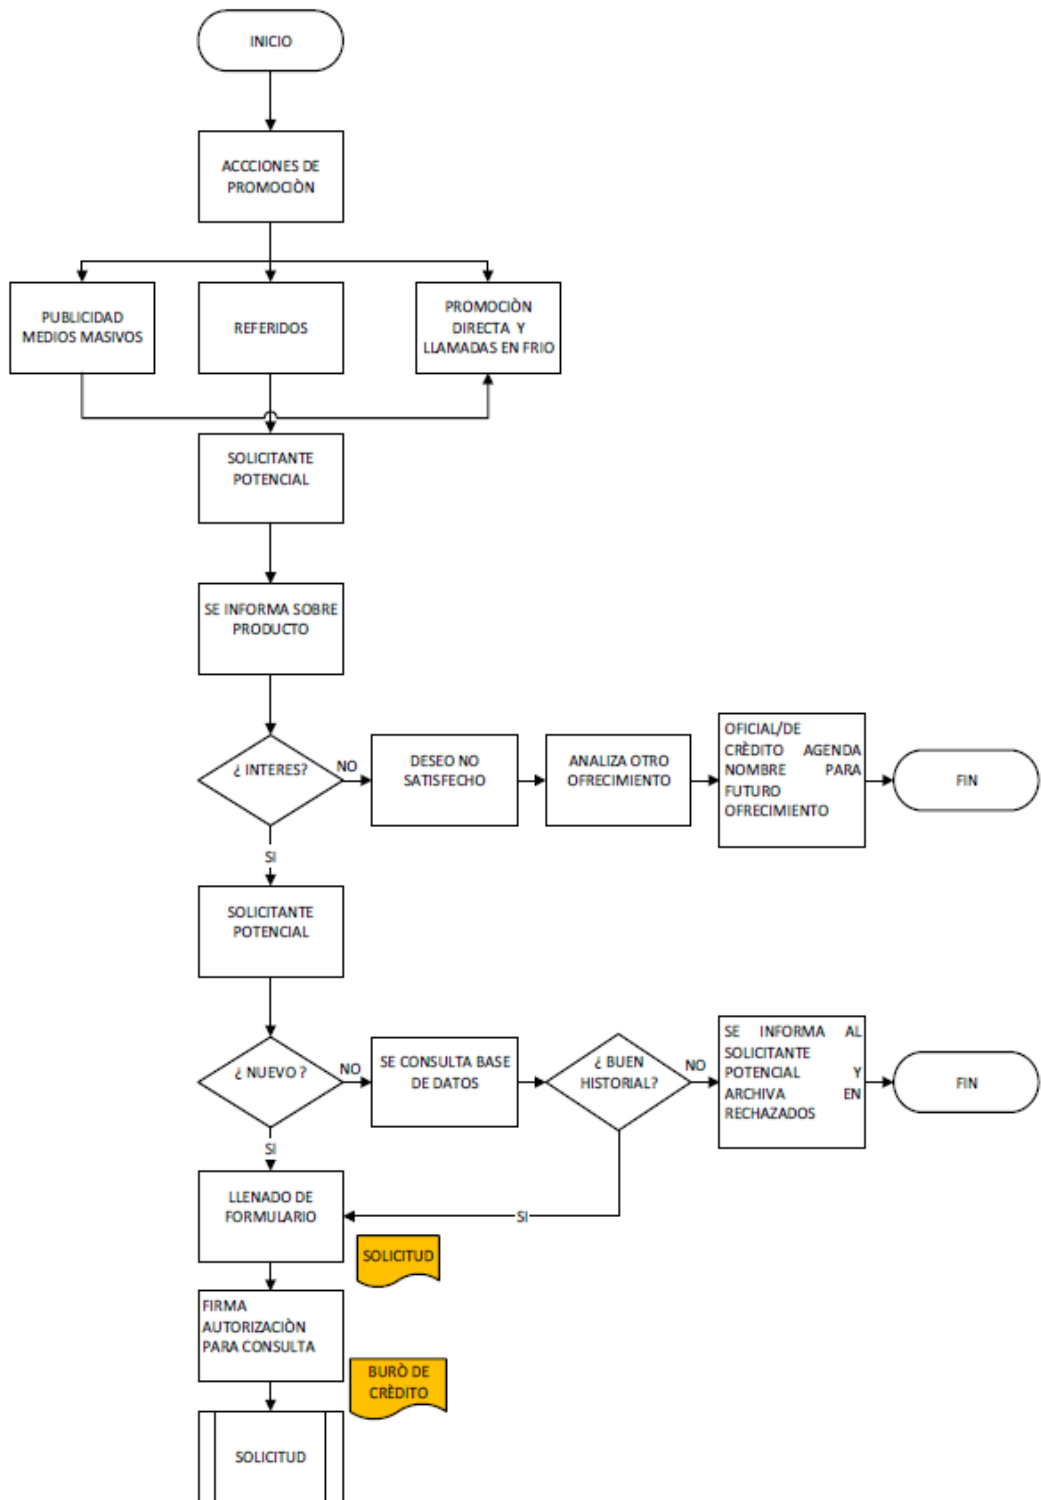 INICIO
ACCCIONES DE
PROMOCIÒN
PUBLICIDAD
MEDIOS MASIVOS
REFERIDOS
PROMOCIÒN
DIRECTA Y
LLAMADAS EN FRIO
SOLICITANTE
POTENCIAL
SE INFORMA SOBRE
PRODUCTO
¿ INTERES?
NO
DESEO NO
SATISFECHO
ANALIZA OTRO
OFRECIMIENTO
OFICIAL/DE
CRÈDITO AGENDA
NOMBRE PARA
FUTURO
OFRECIMIENTO
FIN
SI
SOLICITANTE
POTENCIAL
¿ NUEVO ?
NO
SE CONSULTA BASE
DE DATOS
¿ BUEN
HISTORIAL?
NO
SE INFORMA AL
SOLICITANTE
POTENCIAL Y
ARCHIVA EN
RECHAZADOS
FIN
SI
LLENADO DE
FORMULARIO
SI
SOLICITUD
FIRMA
AUTORIZACIÒN
PARA CONSULTA
BURÒ DE
CRÈDITO
SOLICITUD